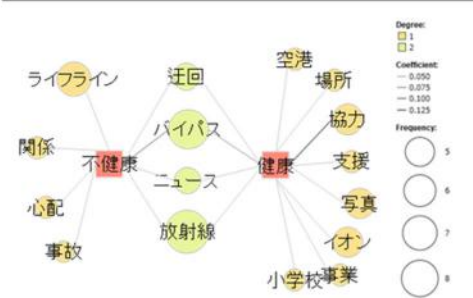 ライフライン
関係
心配
事故
不健康
迂回
バイパス
ニュース
放射線
健康
空港
場所
協力
支援
写真
イオン
事業
小学校
Degree:
1
2
Coefficient:
0.050
0.075
0.100
0.125
Frequency:
5
6
7
8